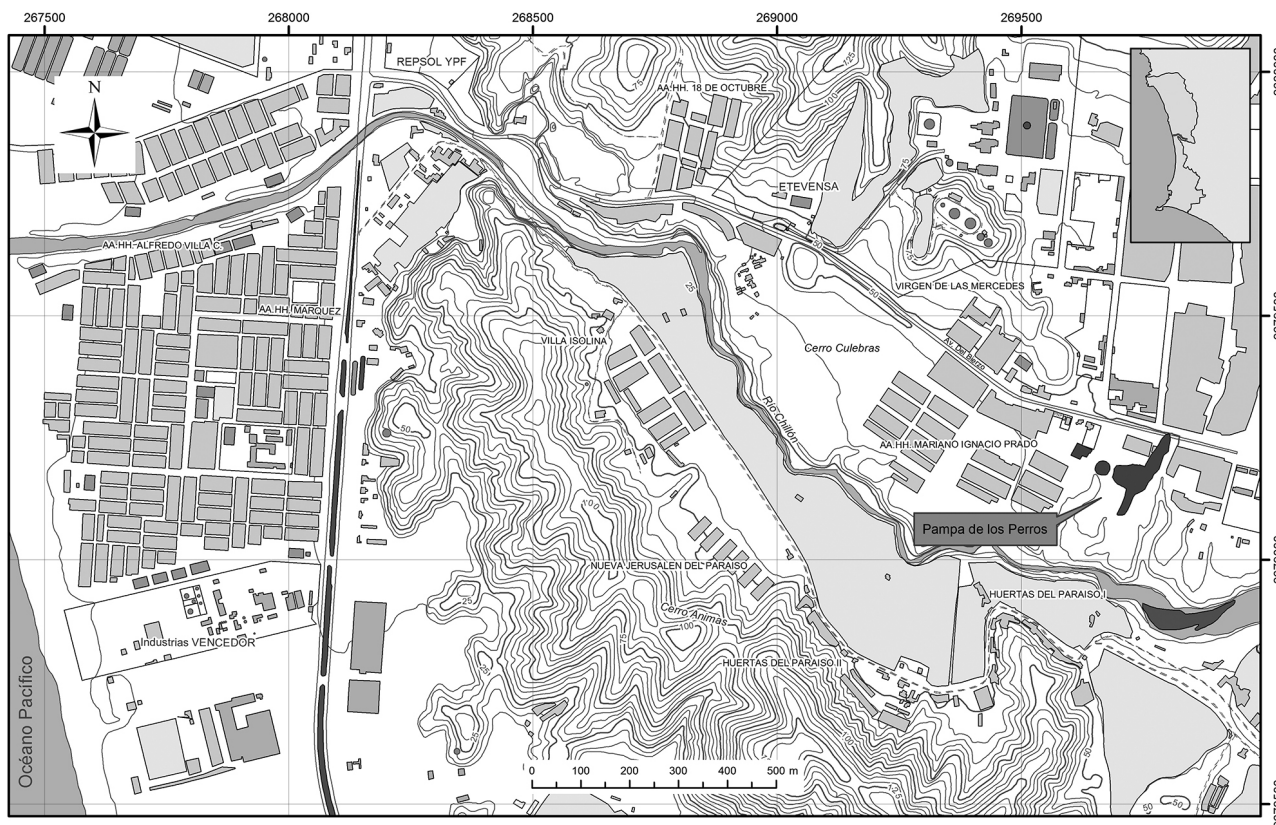 267500
268000
268500
269000
269500
REPSOL YPF
N
AA.HH. 18 DE OCTUBRE
75
125
100
75
ETEVENSA
50
AA.HH. ALFREDO VILLA C.
25
50
75
VIRGEN DE LAS MERCEDES
AA.HH. MARQUEZ
VILLA ISOLINA
Cerro Culebras
Av. Del Bierzo
Río Chillón
50
AA.HH. MARIANO IGNACIO PRADO
100
Pampa de los Perros
NUEVA JERUSALEN DEL PARAISO
25
Cerro Animas
100
75
HUERTAS DEL PARAISO I
Industrias VENCEDOR
HUERTAS DEL PARAISO II
25
Océano Pacífico
25
100
50
125
50
50
0 100 200 300 400 500 m